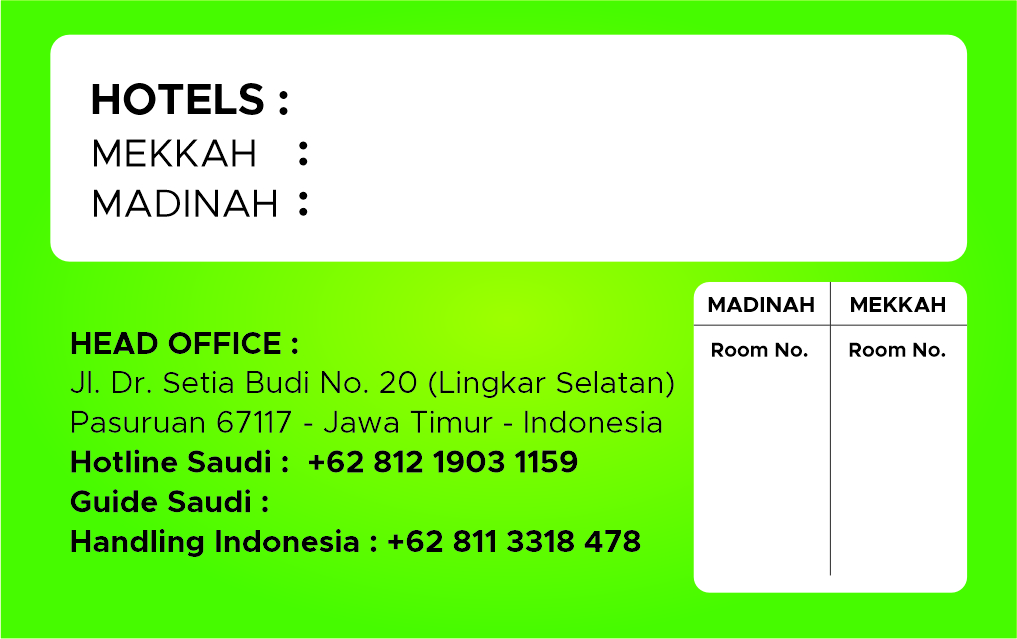 HOTELS :
MEKKAH :
MADINAH :
HEAD OFFICE :
Jl. Dr. Setia Budi No. 20 (Lingkar Selatan)
Pasuruan 67117 - Jawa Timur - Indonesia
Hotline Saudi : +62 812 1903 1159
Guide Saudi :
Handling Indonesia : +62 811 3318 478
MADINAH MEKKAH
Room No. Room No.